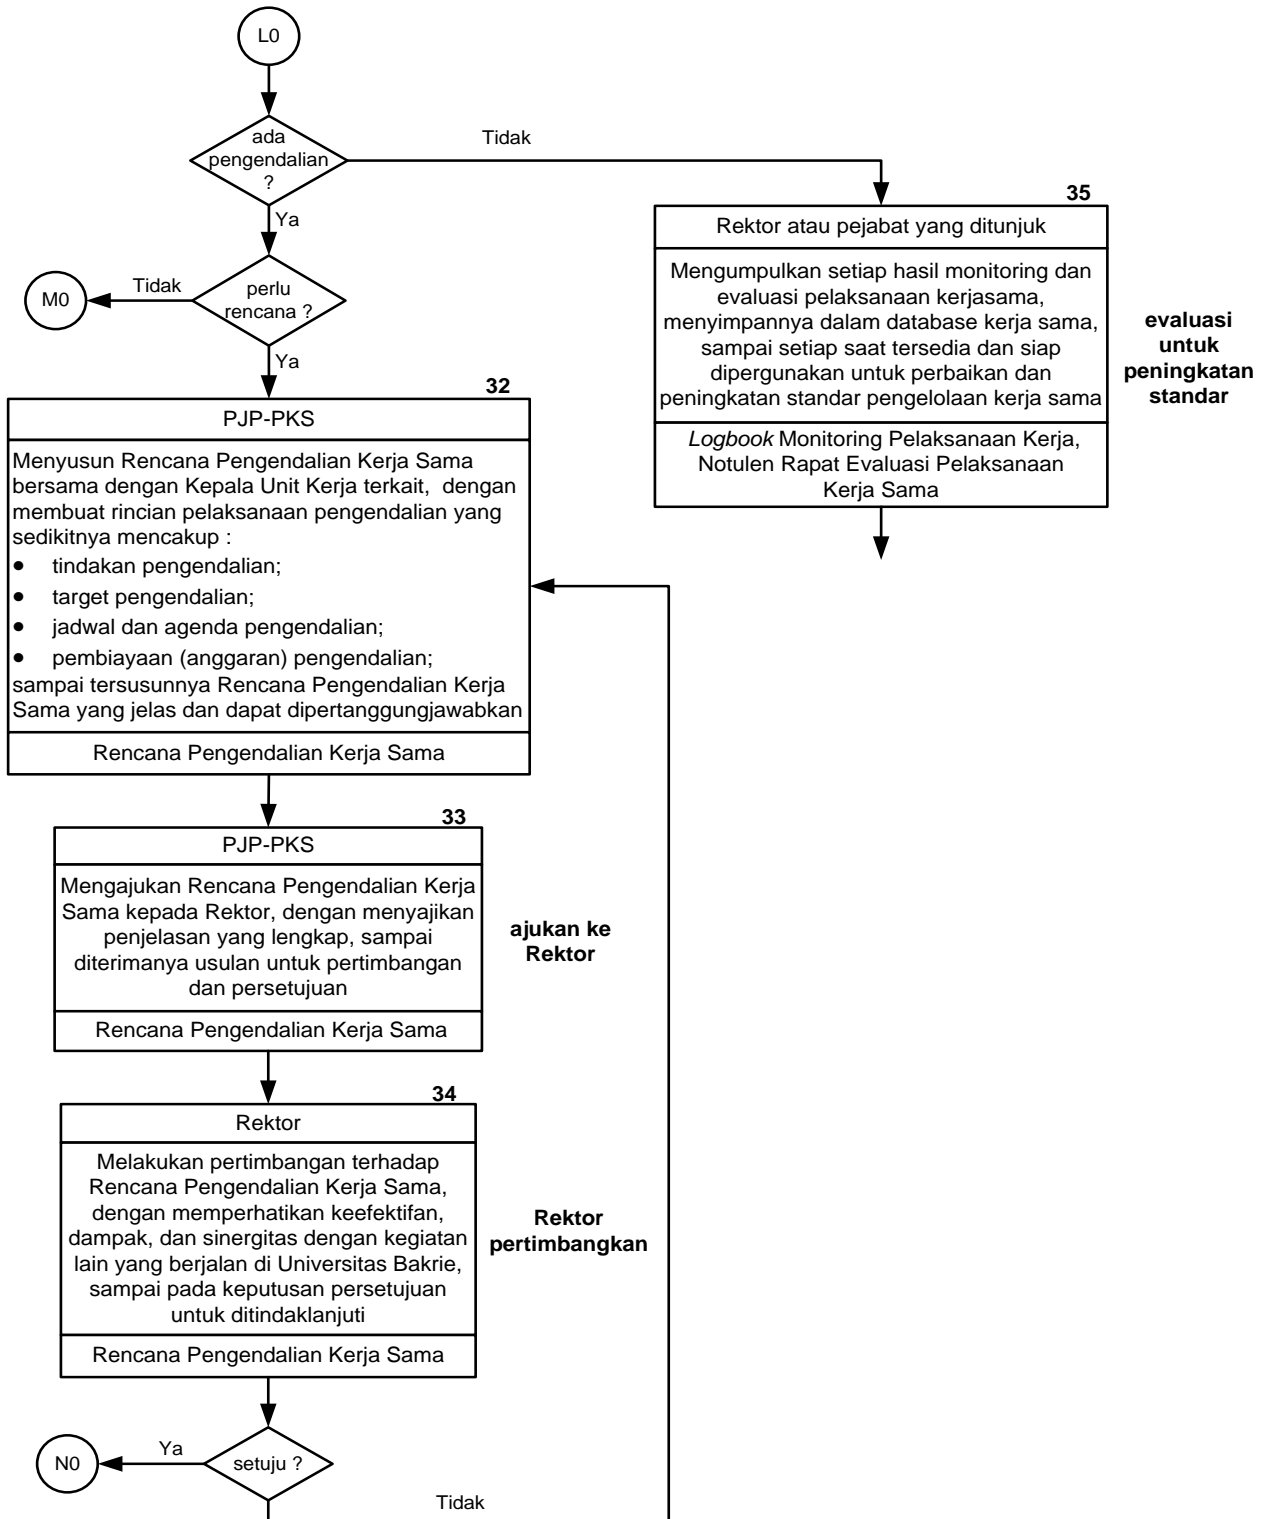 L0
ada
pengendalian
?
Tidak
Ya
perlu
rencana ?
Tidak
M0
Ya
35
Rektor atau pejabat yang ditunjuk
Mengumpulkan setiap hasil monitoring dan
evaluasi pelaksanaan kerjasama,
menyimpannya dalam database kerja sama,
sampai setiap saat tersedia dan siap
dipergunakan untuk perbaikan dan
peningkatan standar pengelolaan kerja sama
Logbook Monitoring Pelaksanaan Kerja,
Notulen Rapat Evaluasi Pelaksanaan
Kerja Sama
evaluasi
untuk
peningkatan
standar
32
PJP-PKS
Menyusun Rencana Pengendalian Kerja Sama
bersama dengan Kepala Unit Kerja terkait, dengan
membuat rincian pelaksanaan pengendalian yang
sedikitnya mencakup :
● tindakan pengendalian;
● target pengendalian;
● jadwal dan agenda pengendalian;
● pembiayaan (anggaran) pengendalian;
sampai tersusunnya Rencana Pengendalian Kerja
Sama yang jelas dan dapat dipertanggungjawabkan
Rencana Pengendalian Kerja Sama
33
PJP-PKS
Mengajukan Rencana Pengendalian Kerja
Sama kepada Rektor, dengan menyajikan
penjelasan yang lengkap, sampai
diterimanya usulan untuk pertimbangan
dan persetujuan
Rencana Pengendalian Kerja Sama
ajukan ke
Rektor
34
Rektor
Melakukan pertimbangan terhadap
Rencana Pengendalian Kerja Sama,
dengan memperhatikan keefektifan,
dampak, dan sinergitas dengan kegiatan
lain yang berjalan di Universitas Bakrie,
sampai pada keputusan persetujuan
untuk ditindaklanjuti
Rencana Pengendalian Kerja Sama
Rektor
pertimbangkan
setuju ?
Ya
N0
Tidak